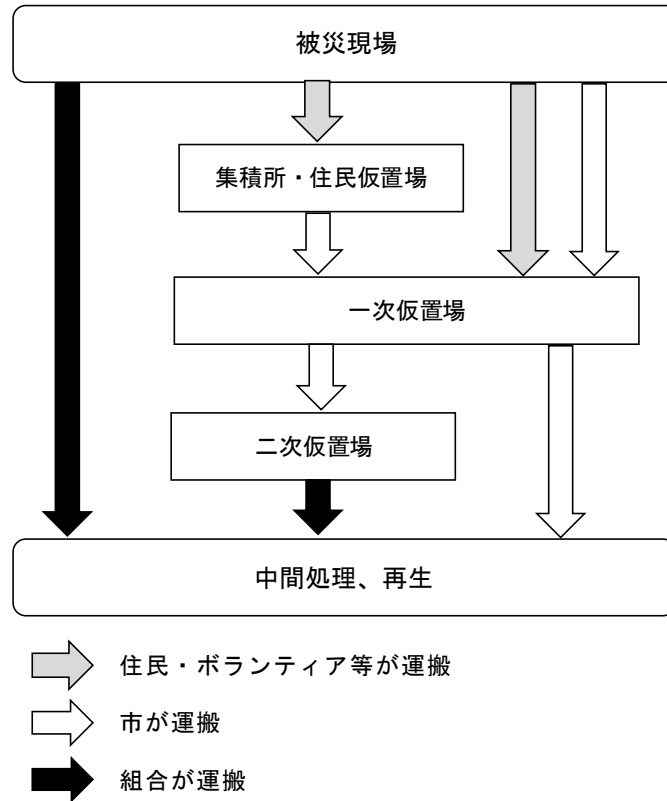 被災現場
集積所・住民仮置場
一次仮置場
二次仮置場
中間処理、再生
住民・ボランティア等が運搬
市が運搬
組合が運搬